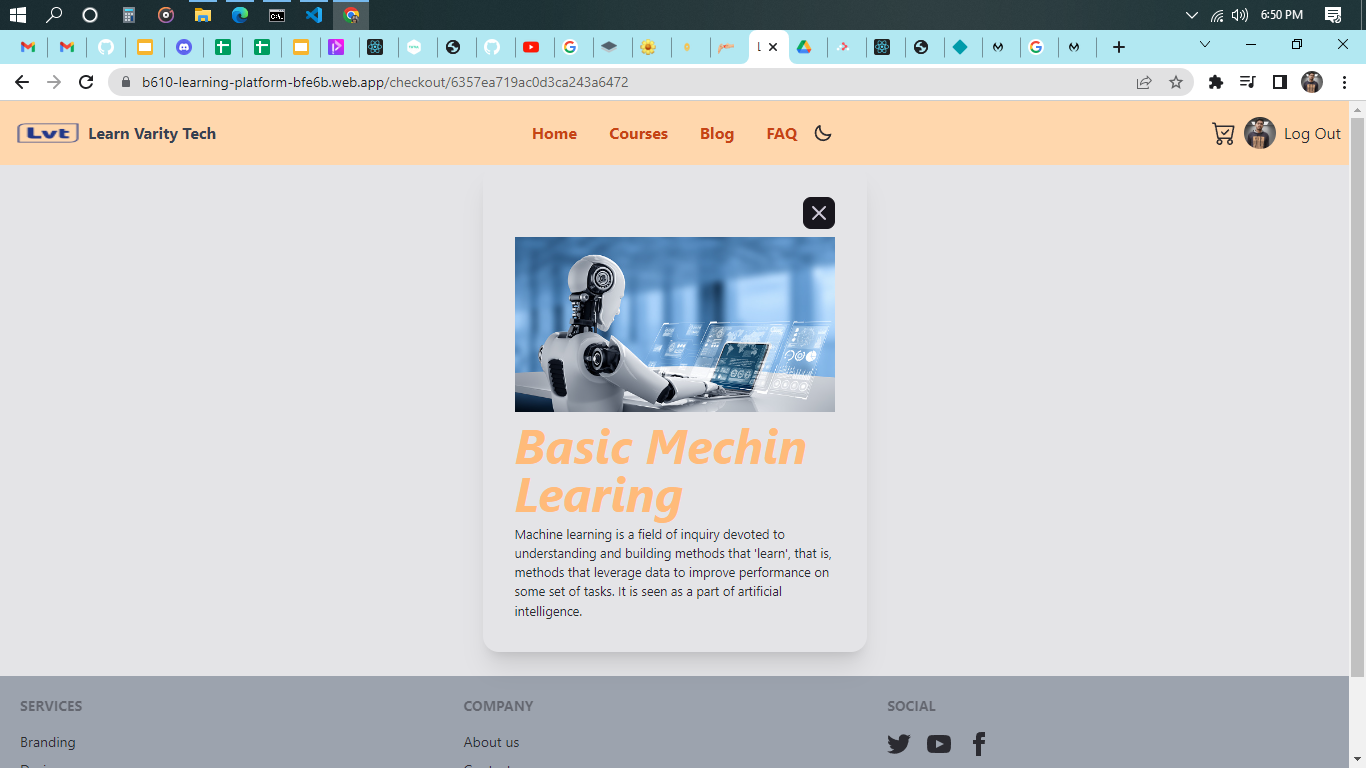 6:50 PM
L
b610-learning-platform-bfe6b.web.app/checkout/6357ea719ac0d3ca243a6472
Lvt Learn Varity Tech Home Courses Blog FAQ Log Out
Basic Mechin
Learing
Machine learning is a field of inquiry devoted to
understanding and building methods that 'learn', that is,
methods that leverage data to improve performance on
some set of tasks. It is seen as a part of artificial
intelligence.
SERVICES COMPANY SOCIAL
Branding About us